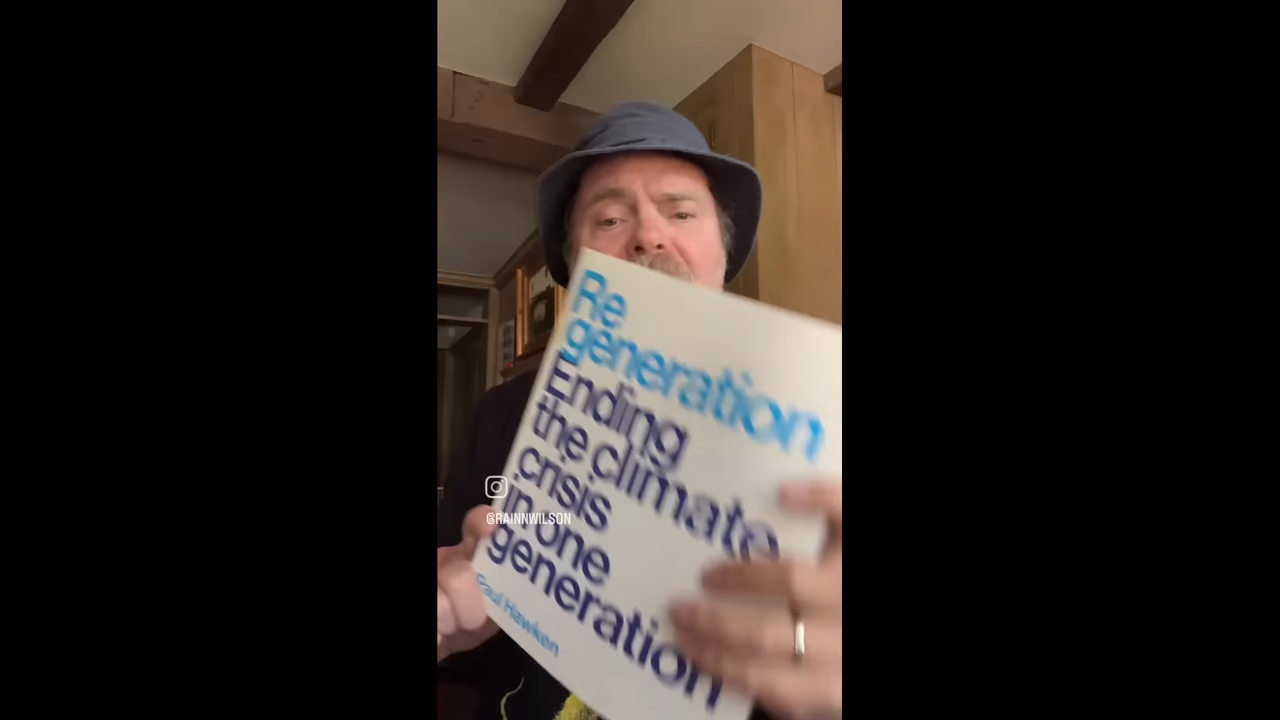 Re
generation
Ending
the climate
crisis
in one
generation
Paul Hawken
@RAINNWILSON